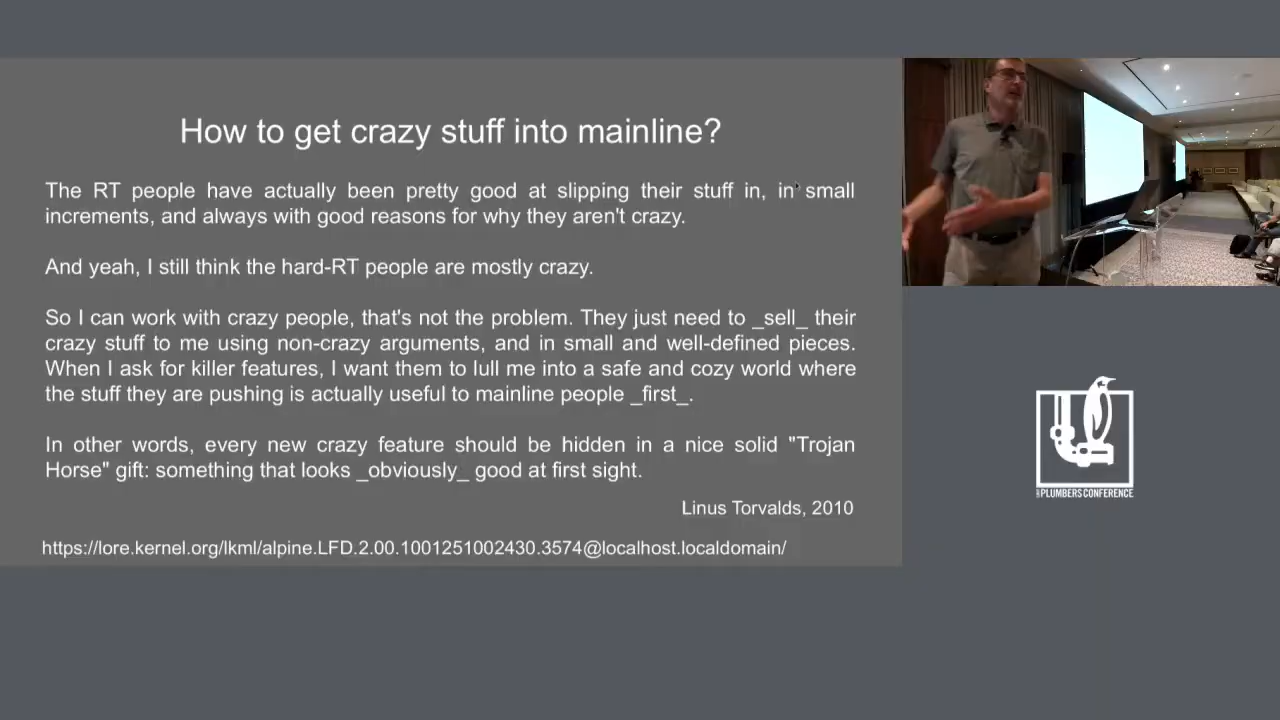 How to get crazy stuff into mainline?
The RT people have actually been pretty good at slipping their stuff in, in small
increments, and always with good reasons for why they aren't crazy.
And yeah, I still think the hard-RT people are mostly crazy.
So I can work with crazy people, that's not the problem. They just need to _sell_ their
crazy stuff to me using non-crazy arguments, and in small and well-defined pieces.
When I ask for killer features, I want them to lull me into a safe and cozy world where
the stuff they are pushing is actually useful to mainline people _first_.
In other words, every new crazy feature should be hidden in a nice solid "Trojan
Horse" gift: something that looks _obviously_ good at first sight.
Linus Torvalds, 2010
https://lore.kernel.org/lkml/alpine.LFD.2.00.1001251002430.3574@localhost.localdomain/
PLUMBERS CONFERENCE